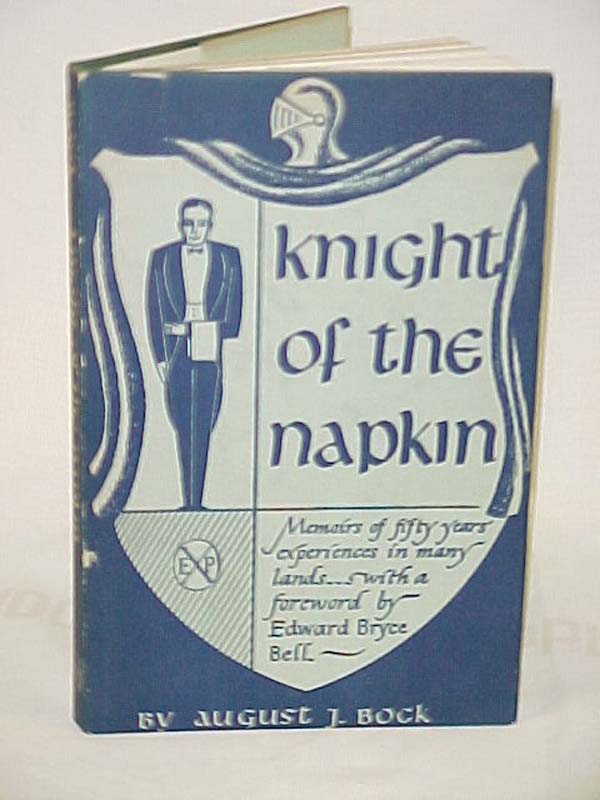 Knight
of the
Napkin
Memoirs of fifty years
experiences in many
lands...with a
foreword by
Edward Bryce
Bell
EXP
By August J. Bock